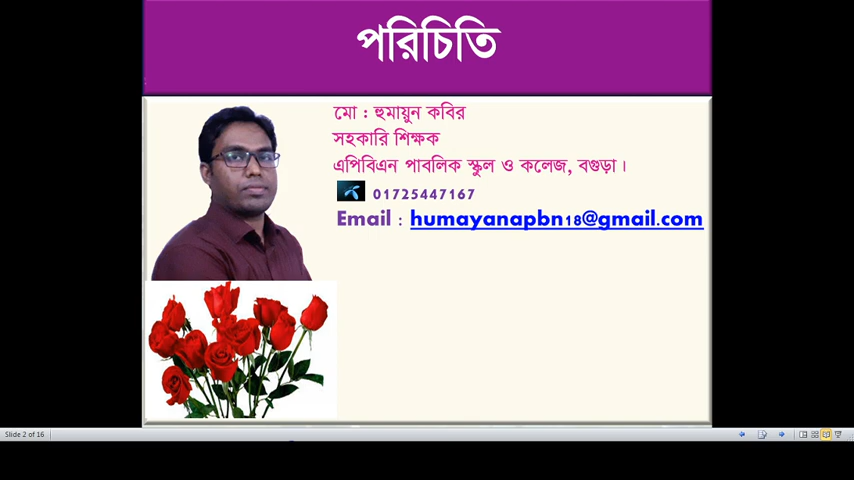 পরিচিতি
মো : হুমায়ুন কবির
সহকারি শিক্ষক
এপিবিএন পাবলিক স্কুল ও কলেজ, বগুড়া।
01725447167
Email : humayanapbn18@gmail.com
Slide 2 of 16